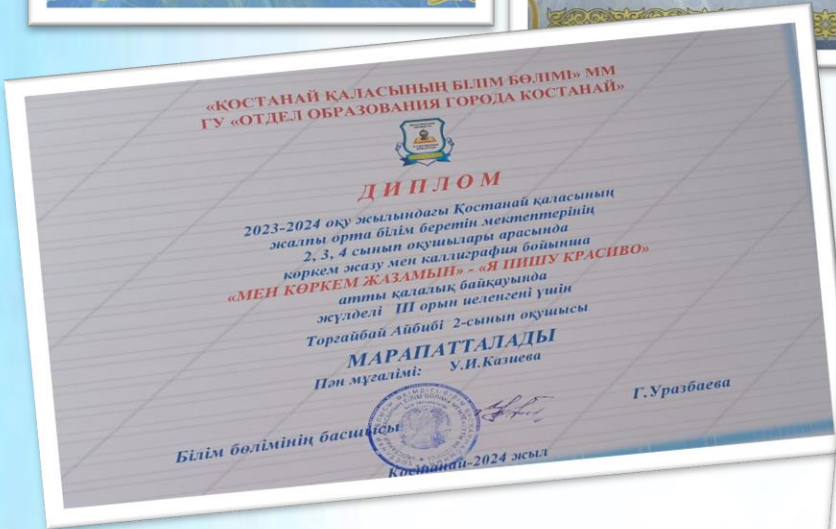 «ҚОСТАНАЙ ҚАЛАСЫНЫҢ БІЛІМ БӨЛІМІ» ММ
ГУ «ОТДЕЛ ОБРАЗОВАНИЯ ГОРОДА КОСТАНАЙ»
ДИПЛОМ
2023-2024 оқу жылындағы Қостанай қаласының
жалпы орта білім беретін мектептерінің
2, 3, 4 сынып оқушылары арасында
көркем жазу мен каллиграфия бойынша
«МЕН КӨРКЕМ ЖАЗАМЫН» - «Я ПИШУ КРАСИВО»
атты қалалық байқауында
жүлделі III орын иеленгені үшін
Торғайбай Айбибі 2-сынып оқушысы
МАРАПАТТАЛАДЫ
Пән мұғалімі: У.И.Казиева
Білім бөлімінің басшысы Г.Уразбаева
Қостанай-2024 жыл